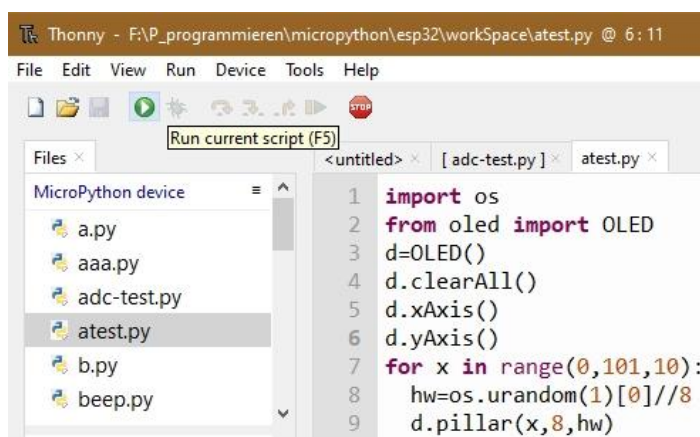 Thonny - F:\P_programmieren\micropython\esp32\workSpace\atest.py @ 6:11
File Edit View Run Device Tools Help
STOP
Run current script (F5)
Files ×
MicroPython device ≡
a.py
aaa.py
adc-test.py
atest.py
b.py
beep.py
<untitled> × [ adc-test.py ] × atest.py ×
1 import os
2 from oled import OLED
3 d=OLED()
4 d.clearAll()
5 d.xAxis()
6 d.yAxis()
7 for x in range(0,101,10):
8   hw=os.urandom(1)[0]//8
9   d.pillar(x,8,hw)